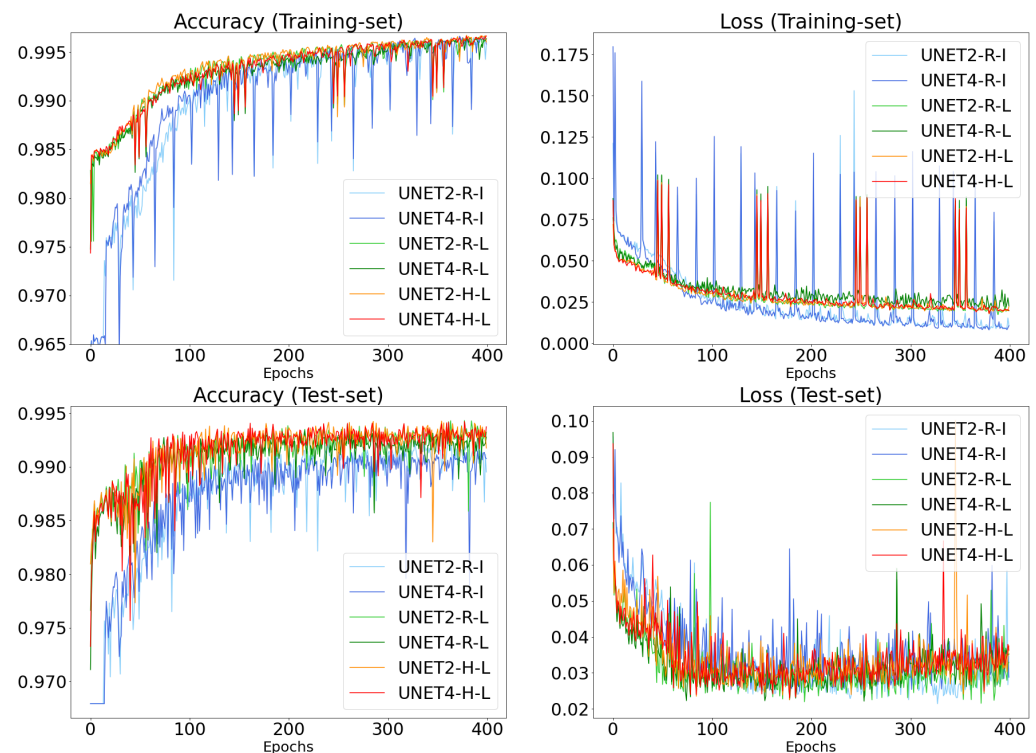 Accuracy (Training-set)
0.995
0.990
0.985
0.980
0.975
0.970
0.965
UNET2-R-I
UNET4-R-I
UNET2-R-L
UNET4-R-L
UNET2-H-L
UNET4-H-L
0 100 200 300 400
Epochs
Loss (Training-set)
0.175
0.150
0.125
0.100
0.075
0.050
0.025
0.000
UNET2-R-I
UNET4-R-I
UNET2-R-L
UNET4-R-L
UNET2-H-L
UNET4-H-L
0 100 200 300 400
Epochs
Accuracy (Test-set)
0.995
0.990
0.985
0.980
0.975
0.970
UNET2-R-I
UNET4-R-I
UNET2-R-L
UNET4-R-L
UNET2-H-L
UNET4-H-L
0 100 200 300 400
Epochs
Loss (Test-set)
0.10
0.09
0.08
0.07
0.06
0.05
0.04
0.03
0.02
UNET2-R-I
UNET4-R-I
UNET2-R-L
UNET4-R-L
UNET2-H-L
UNET4-H-L
0 100 200 300 400
Epochs